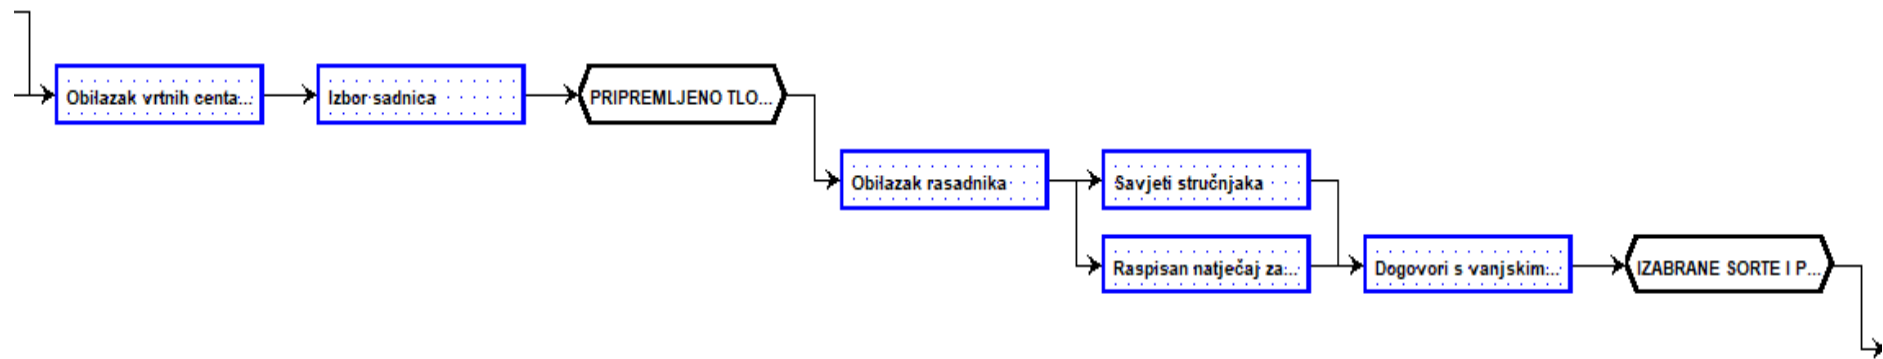 Obilazak vrtnih centa...
Izbor sadnica
PRIPREMLJENO TLO...
Obilazak rasadnika
Savjeti stručnjaka
Raspisan natječaj za...
Dogovori s vanjskim...
IZABRANE SORTE I P...